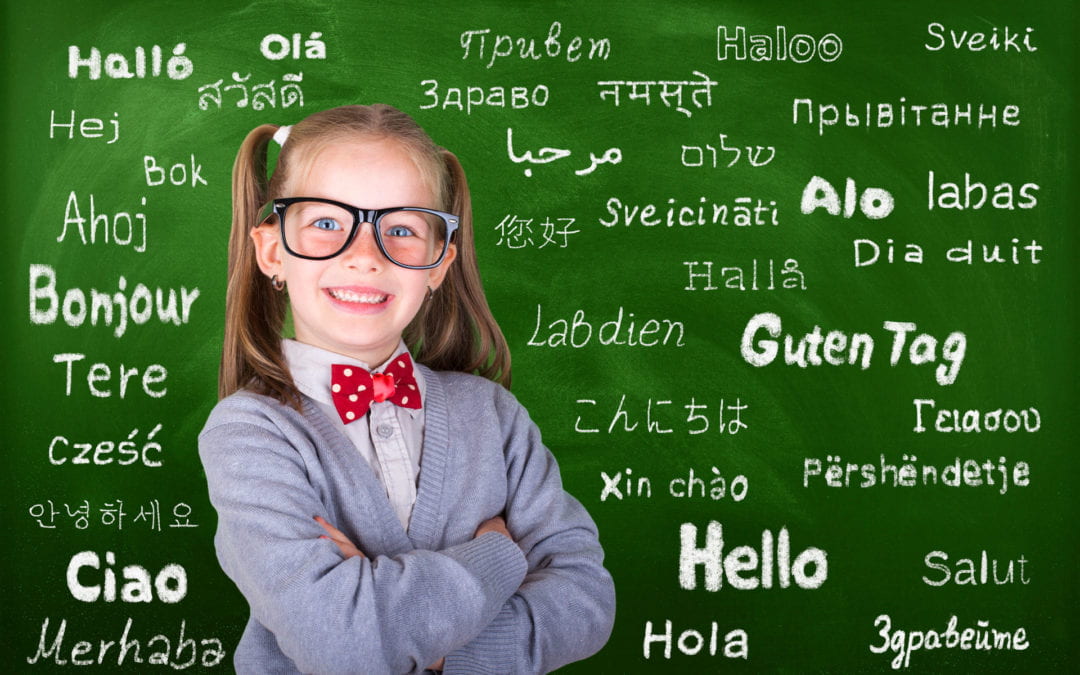 Halló
Olá
Привет
Haloo
Sveiki
สวัสดี
Здраво
नमस्ते
Hej
Прывітанне
Bok
مرحبا
שלום
Ahoj
您好
Sveicināti
Alo
labas
Dia duit
Hallå
Bonjour
Labdien
Guten Tag
Tere
こんにちは
Γειασου
Cześć
Xin chào
Përshëndetje
안녕하세요
Ciao
Hello
Salut
Merhaba
Hola
Здравейте